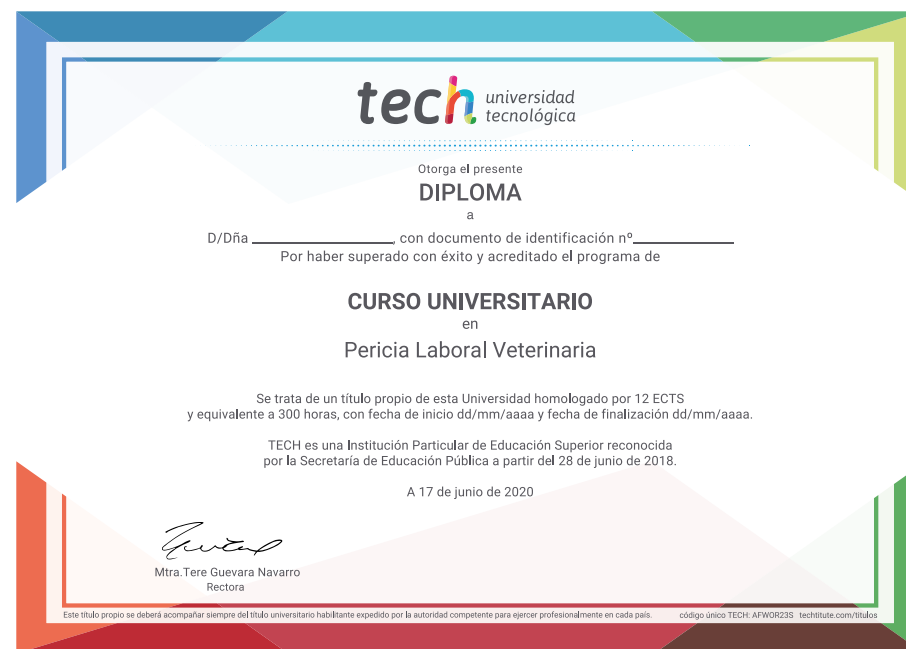 tech universidad
tecnológica
Otorga el presente
DIPLOMA
a
D/Dña ____________________, con documento de identificación nº______________
Por haber superado con éxito y acreditado el programa de
CURSO UNIVERSITARIO
en
Pericia Laboral Veterinaria
Se trata de un título propio de esta Universidad homologado por 12 ECTS
y equivalente a 300 horas, con fecha de inicio dd/mm/aaaa y fecha de finalización dd/mm/aaaa.
TECH es una Institución Particular de Educación Superior reconocida
por la Secretaría de Educación Pública a partir del 28 de junio de 2018.
A 17 de junio de 2020
Mtra.Tere Guevara Navarro
Rectora
Este título propio se deberá acompañar siempre del título universitario habilitante expedido por la autoridad competente para ejercer profesionalmente en cada país. código único TECH: AFWOR23S techtitute.com/titulos